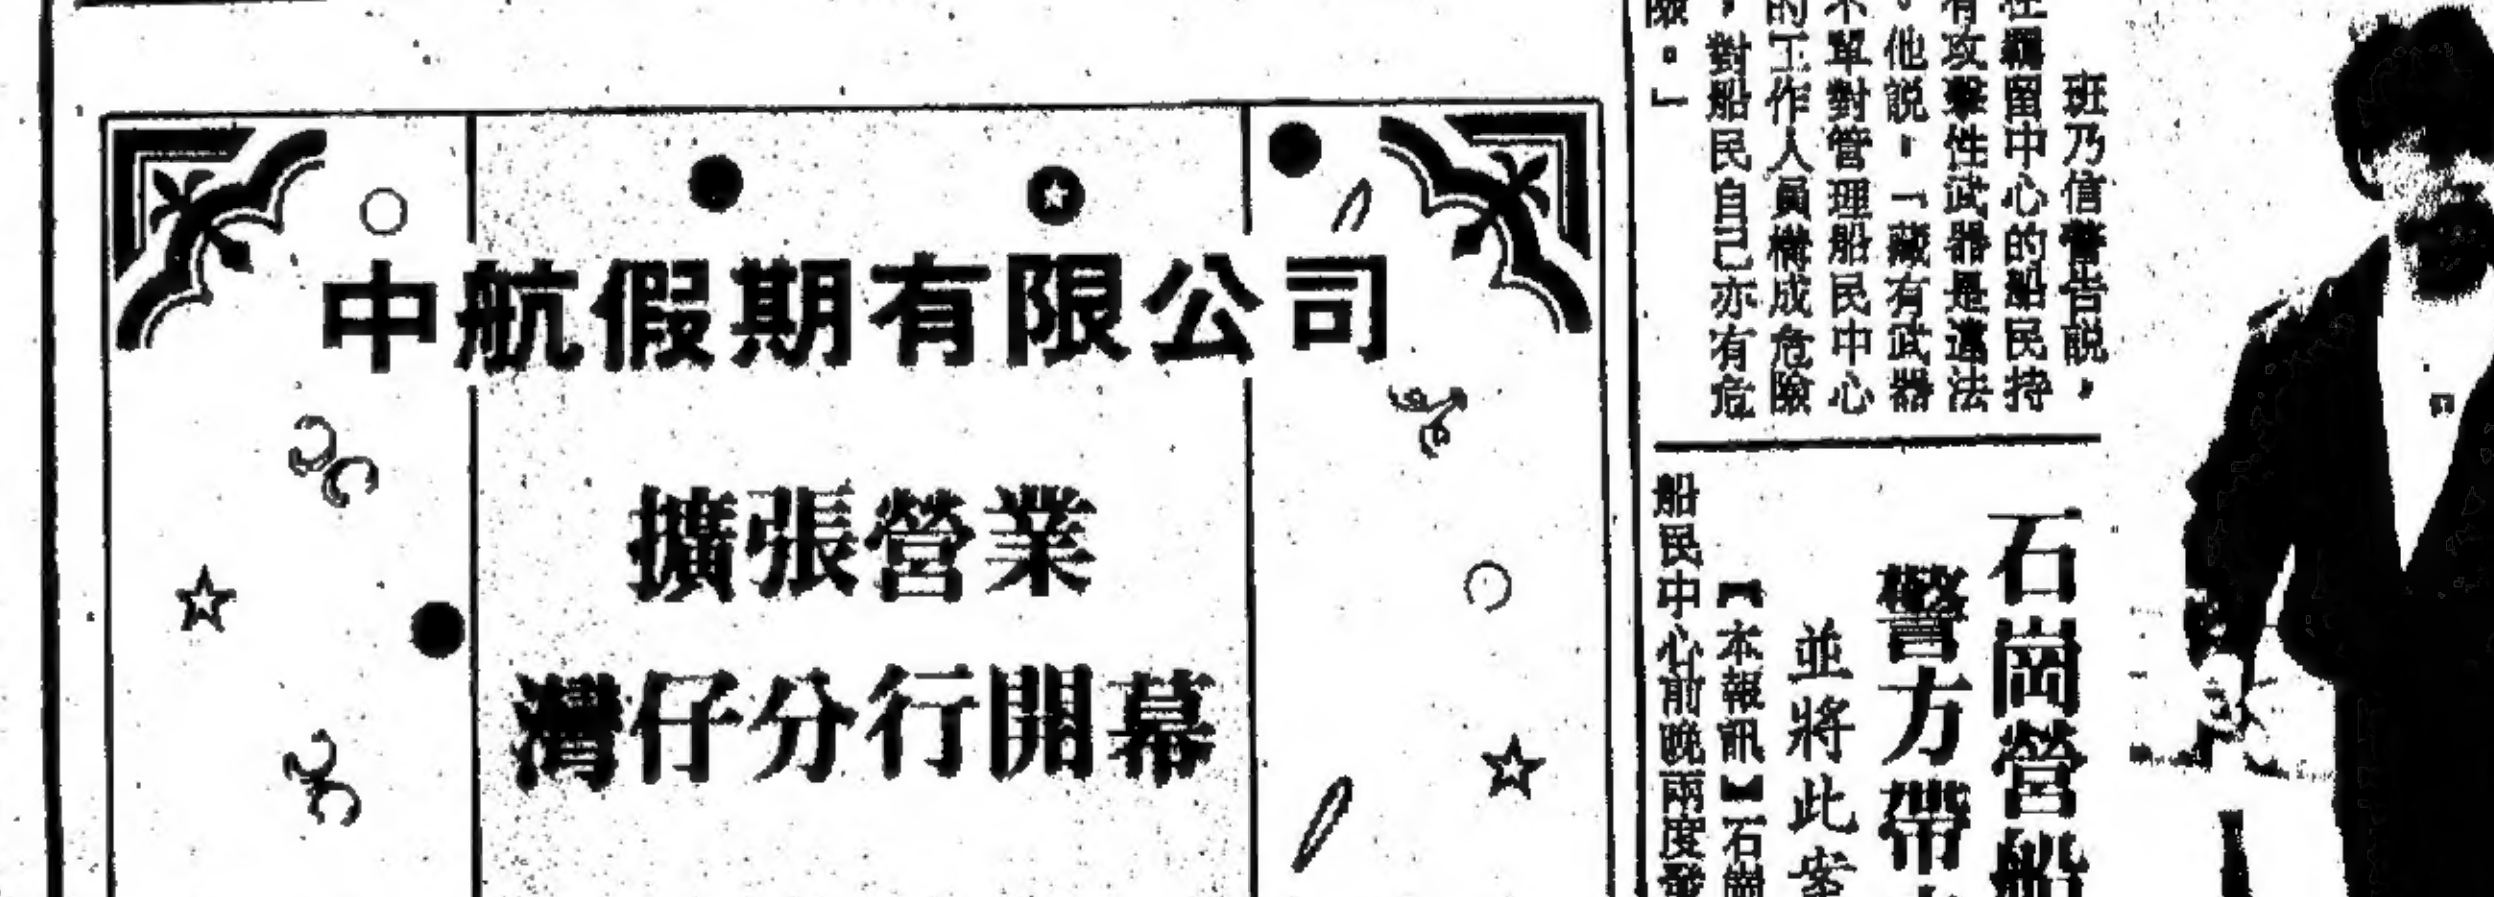 中航假期有限公司
擴張營業
灣仔分行開幕
班乃信警告說，
在羈留中心的船民持
有攻擊性武器是違法
。他說，「藏有武器
不單對管理船民中心
的工作人員構成危險
，對船民自己亦有危
險。」
石崗營船
警方帶
並將此案
【本報訊】石崗
船民中心前晚兩度發